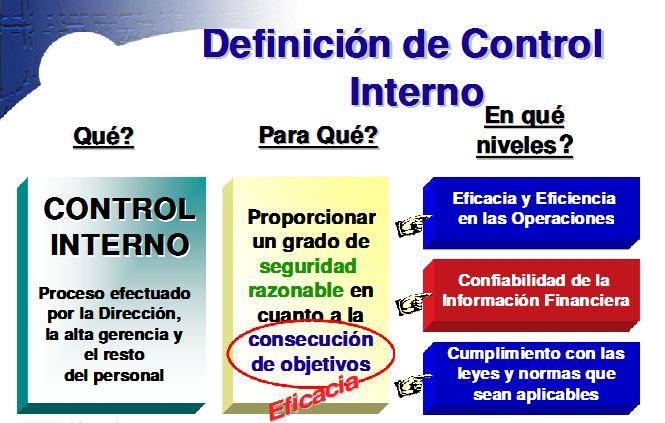 Definición de Control
Interno
Qué?
CONTROL
INTERNO
Proceso efectuado
por la Dirección,
la alta gerencia y
el resto
del personal
Para Qué?
Proporcionar
un grado de
seguridad
razonable en
cuanto a la
consecución
de objetivos
Eficacia
En qué
niveles?
Eficacia y Eficiencia
en las Operaciones
Confiabilidad de la
Información Financiera
Cumplimiento con las
leyes y normas que
sean aplicables